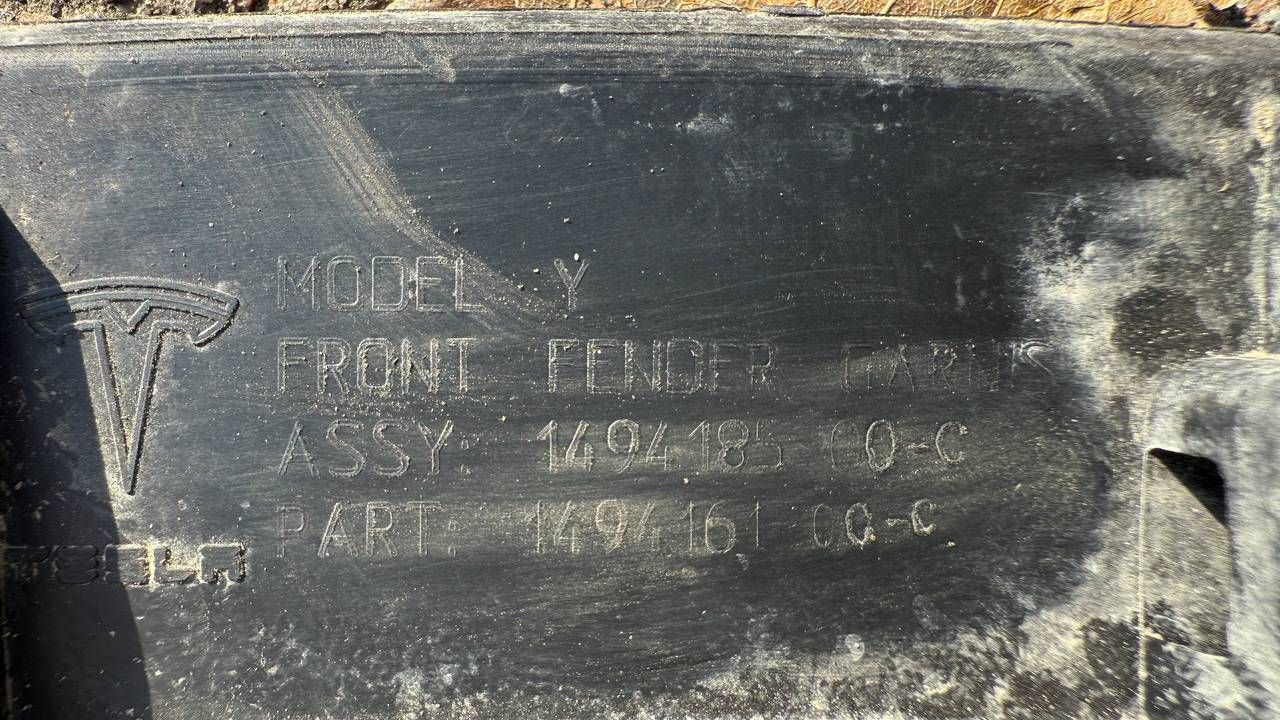 MODEL Y
FRONT FENDER GARNIS
ASSY: 1494185 00-C
PART: 1494161 00-C
TESLA